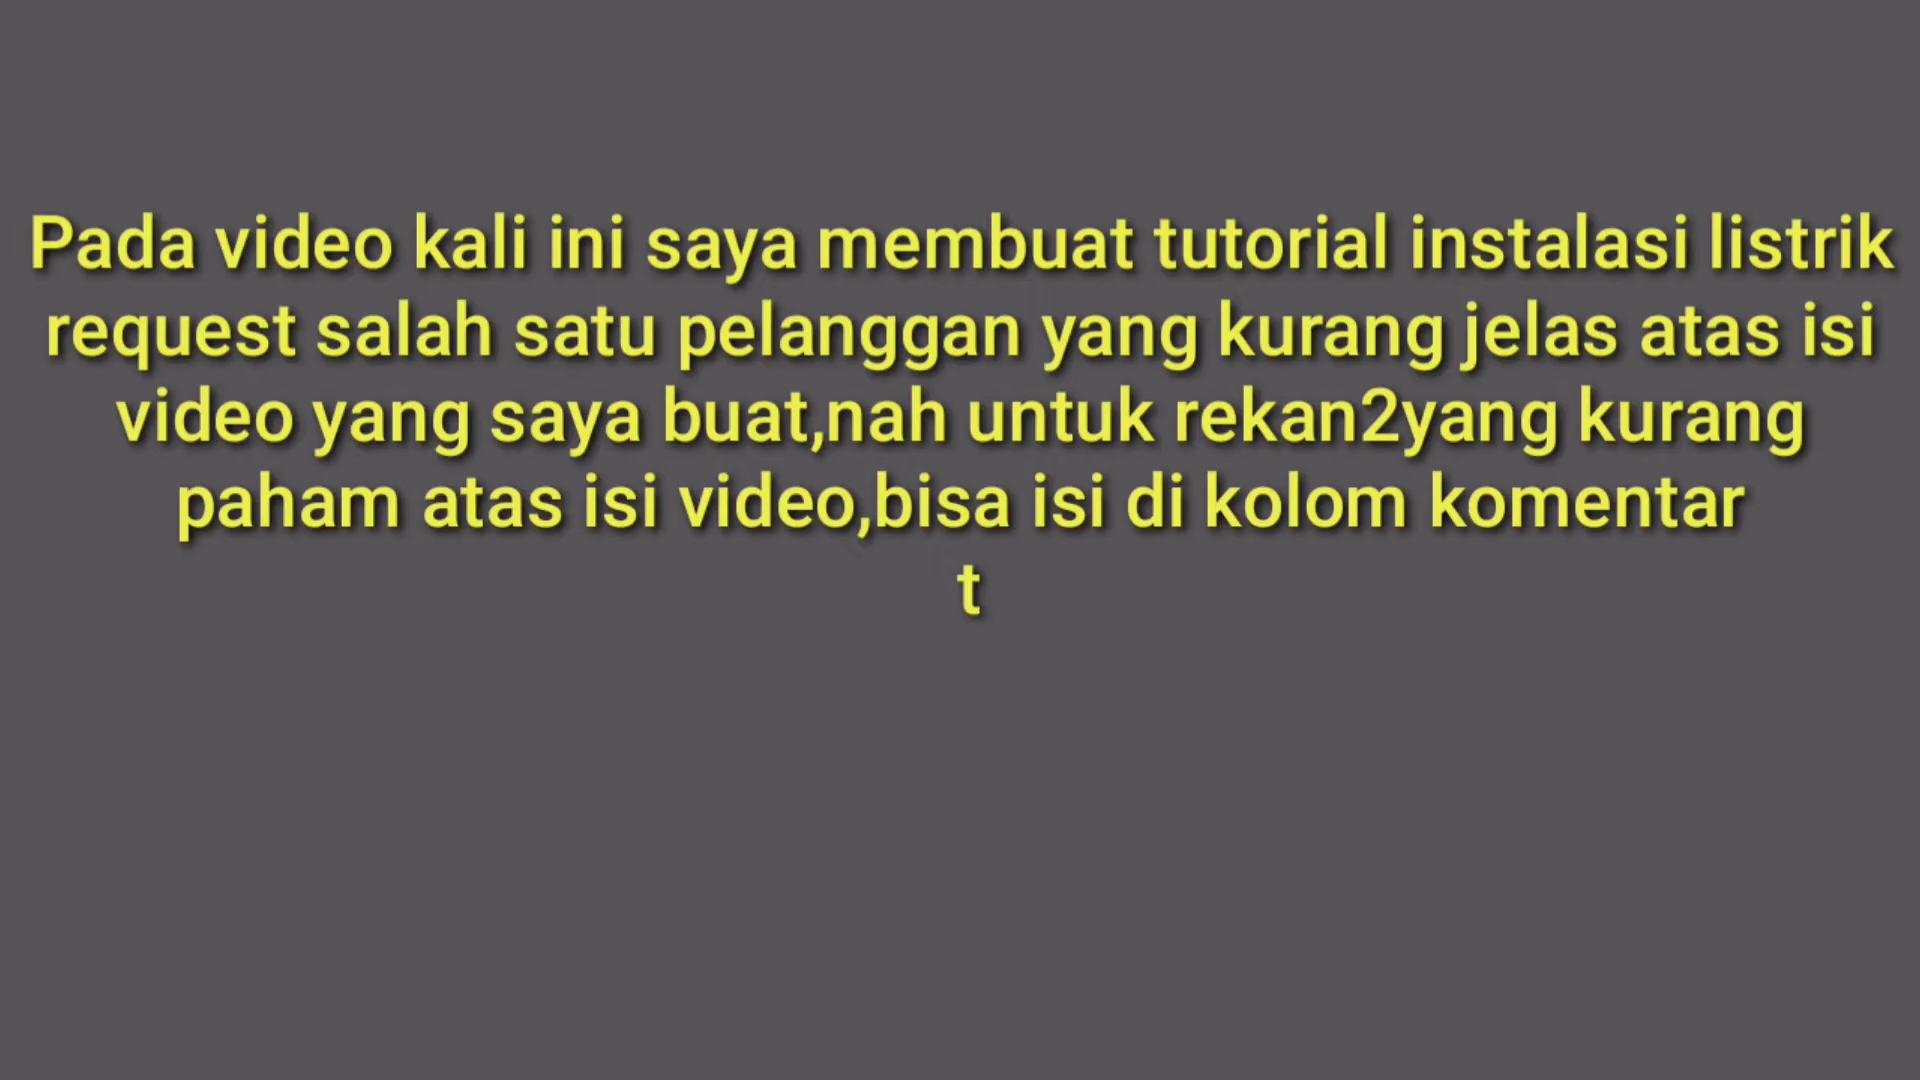 Pada video kali ini saya membuat tutorial instalasi listrik
request salah satu pelanggan yang kurang jelas atas isi
video yang saya buat,nah untuk rekan2yang kurang
paham atas isi video,bisa isi di kolom komentar
t